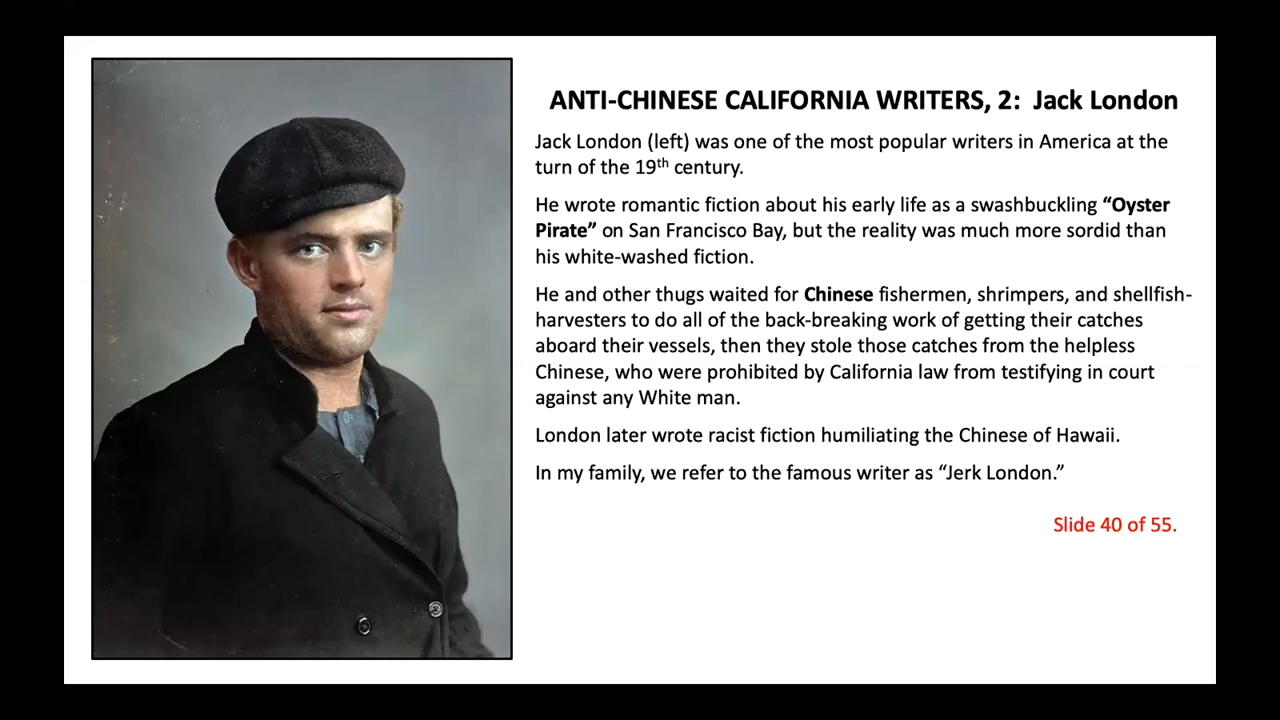 ANTI-CHINESE CALIFORNIA WRITERS, 2:  Jack London
Jack London (left) was one of the most popular writers in America at the
turn of the 19th century.
He wrote romantic fiction about his early life as a swashbuckling “Oyster
Pirate” on San Francisco Bay, but the reality was much more sordid than
his white-washed fiction.
He and other thugs waited for Chinese fishermen, shrimpers, and shellfish-
harvesters to do all of the back-breaking work of getting their catches
aboard their vessels, then they stole those catches from the helpless
Chinese, who were prohibited by California law from testifying in court
against any White man.
London later wrote racist fiction humiliating the Chinese of Hawaii.
In my family, we refer to the famous writer as “Jerk London.”
Slide 40 of 55.